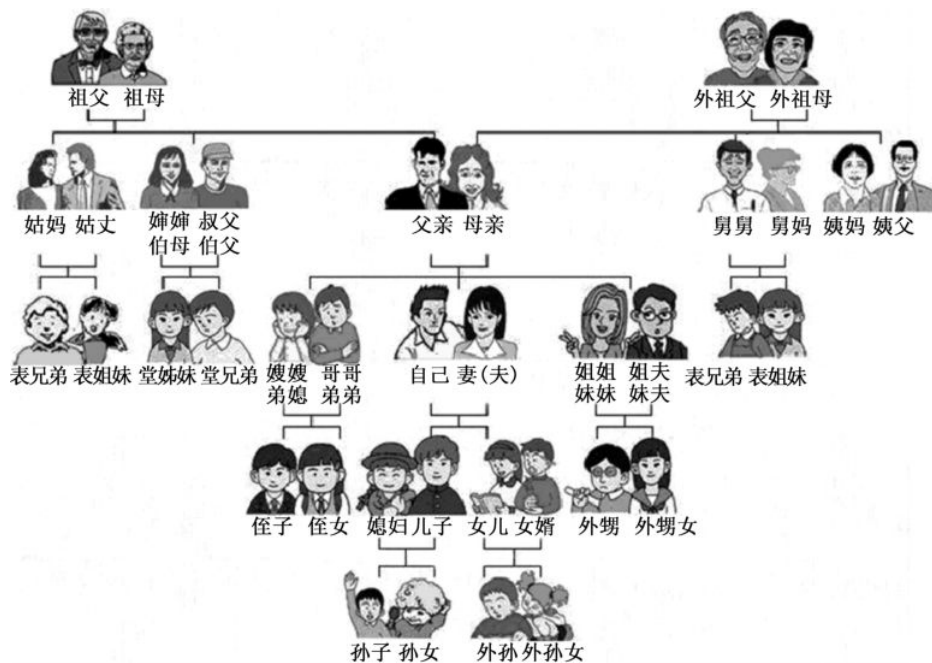 祖父 祖母
外祖父 外祖母
姑妈 姑丈
婶婶 叔父
伯母 伯父
父亲 母亲
舅舅 舅妈
姨妈 姨父
表兄弟 表姐妹
堂姊妹 堂兄弟
嫂嫂 哥哥
弟媳 弟弟
自己 妻(夫)
姐姐 姐夫
妹妹 妹夫
表兄弟 表姐妹
侄子 侄女
媳妇 儿子
女儿 女婿
外甥 外甥女
孙子 孙女
外孙 外孙女